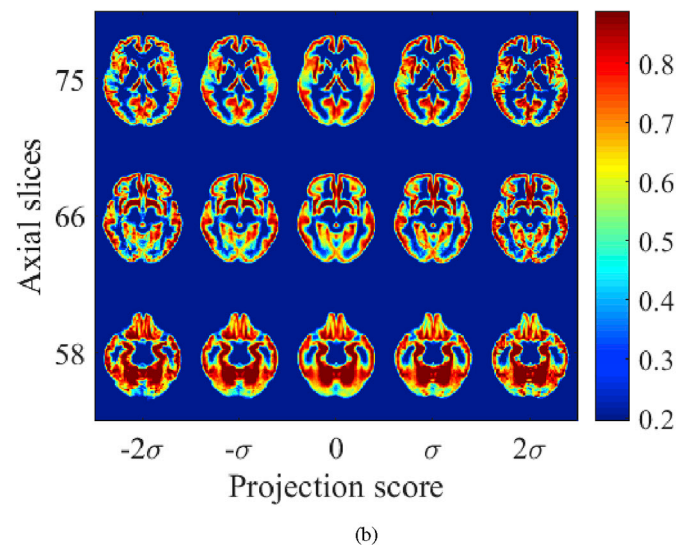 Axial slices
75
66
58
-2σ -σ 0 σ 2σ
Projection score
0.8
0.7
0.6
0.5
0.4
0.3
0.2
(b)